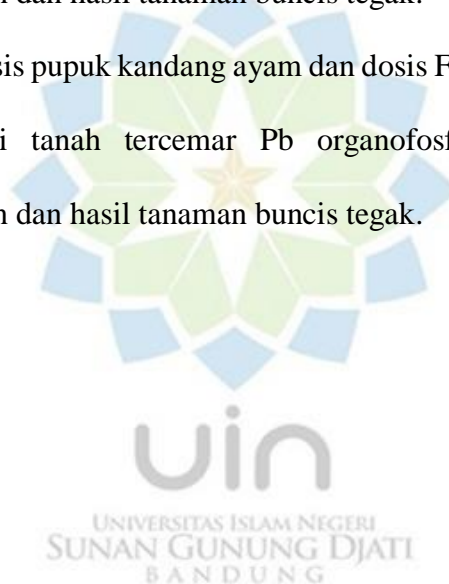 dan hasil tanaman buncis tegak.
sis pupuk kandang ayam dan dosis F
i tanah tercemar Pb organofosf
n dan hasil tanaman buncis tegak.
uin
UNIVERSITAS ISLAM NEGERI
SUNAN GUNUNG DJATI
BANDUNG